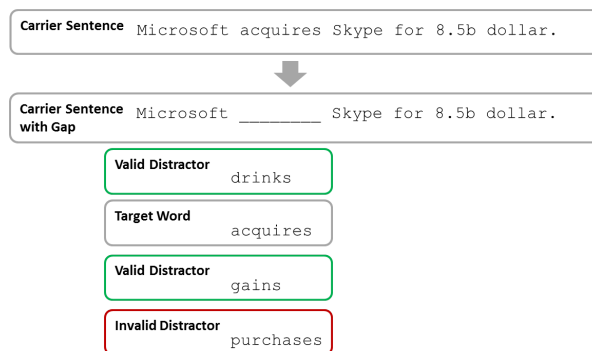 Carrier Sentence Microsoft acquires Skype for 8.5b dollar.
Carrier Sentence with Gap Microsoft ________ Skype for 8.5b dollar.
Valid Distractor
drinks
Target Word
acquires
Valid Distractor
gains
Invalid Distractor
purchases